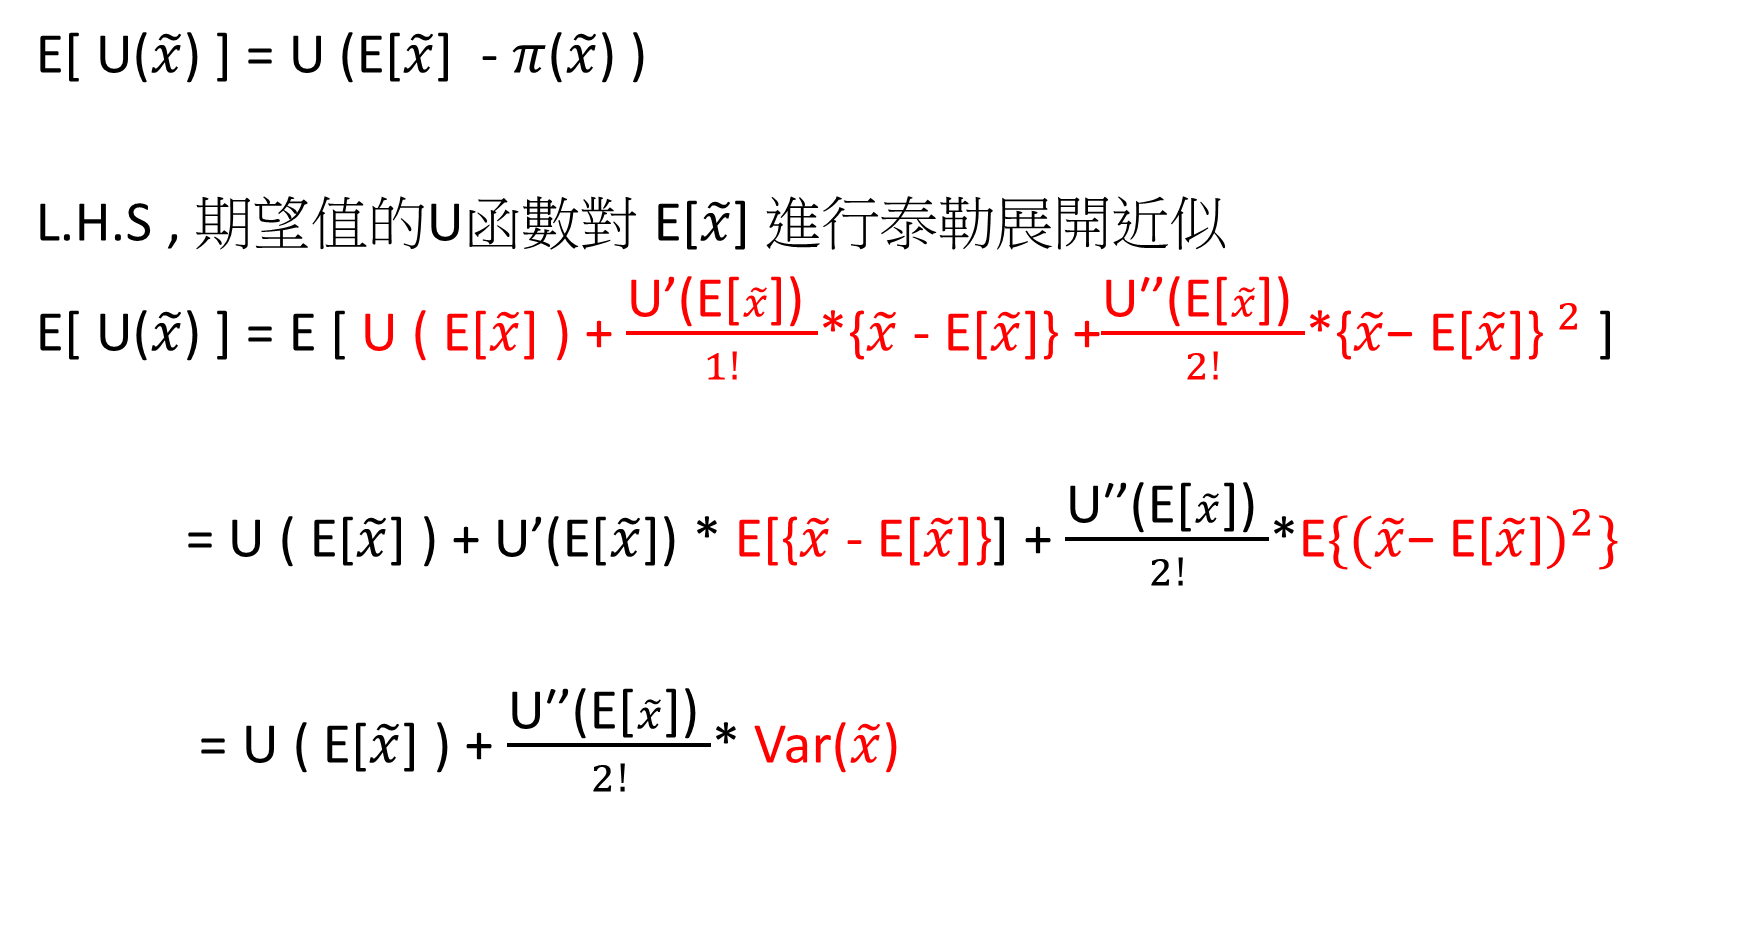 E[ U(x̃) ] = U (E[x̃] - π(x̃) )
L.H.S , 期望值的U函數對 E[x̃] 進行泰勒展開近似
E[ U(x̃) ] = E [ U ( E[x̃] ) + U’(E[x̃])/1! *{x̃ - E[x̃]} + U’’(E[x̃])/2! *{x̃− E[x̃]} ² ]
= U ( E[x̃] ) + U’(E[x̃]) * E[{x̃ - E[x̃]}] + U’’(E[x̃])/2! *E{(x̃− E[x̃])²}
= U ( E[x̃] ) + U’’(E[x̃])/2! * Var(x̃)